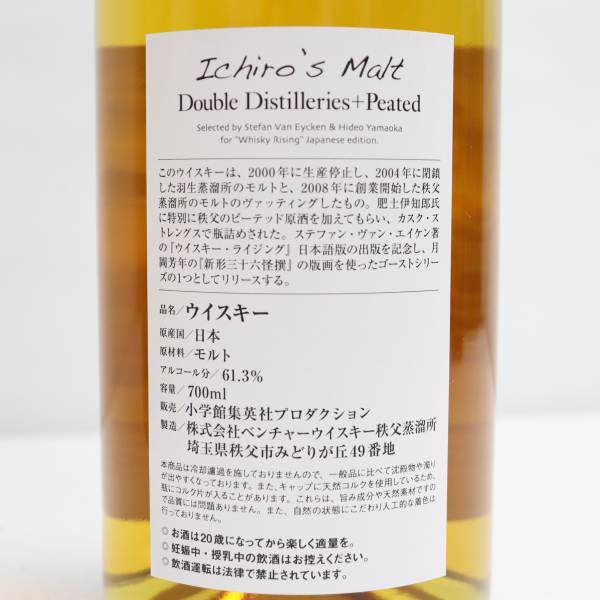 Ichiro's Malt
Double Distilleries+Peated
Selected by Stefan Van Eycken & Hideo Yamaoka
for "Whisky Rising" Japanese edition.
このウイスキーは、2000年に生産停止し、2004年に閉鎖
した羽生蒸溜所のモルトと、2008年に創業開始した秩父
蒸溜所のモルトのヴァッティングしたもの。肥土伊知郎氏
に特別に秩父のピーテッド原酒を加えてもらい、カスク・ス
トレングスで瓶詰めされた。ステファン・ヴァン・エイケン著
の『ウイスキー・ライジング』日本語版の出版を記念し、月
岡芳年の『新形三十六怪撰』の版画を使ったゴーストシリー
ズの1つとしてリリースする。
品名/ウイスキー
原産国/日本
原材料/モルト
アルコール分/61.3%
容量/700ml
販売/小学館集英社プロダクション
製造/株式会社ベンチャーウイスキー秩父蒸溜所
埼玉県秩父市みどりが丘49番地
本商品は冷却濾過を施しておりませんので、一般品に比べて沈殿物や濁り
が出やすくなっております。また、キャップに天然コルクを使用しているため、
瓶にコルク片が入ることがあります。これらは、旨み成分や天然素材ですの
で品質には問題ありません。また、自然の状態にこだわり人工的な着色は
行っておりません。
◎お酒は20歳になってから楽しく適量を。
◎妊娠中・授乳中の飲酒はお控えください。
◎飲酒運転は法律で禁止されています。